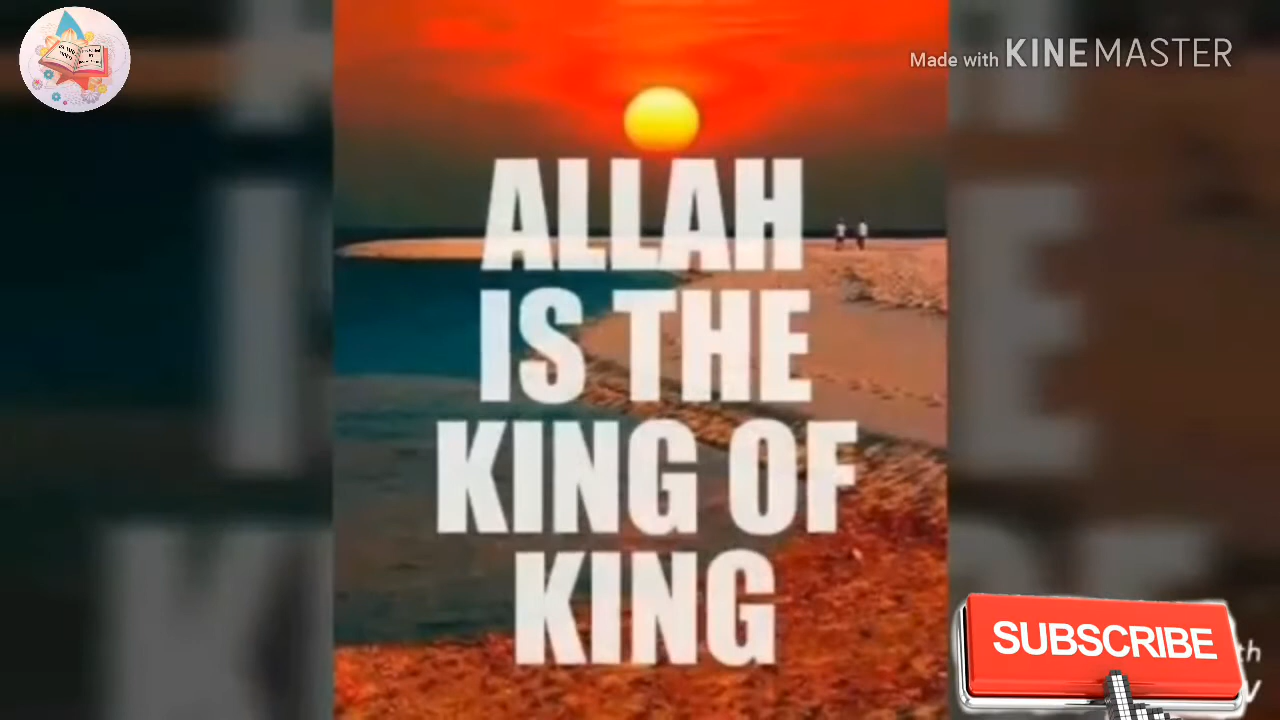 Made with KINEMASTER
ALLAH
IS THE
KING OF
KING
SUBSCRIBE